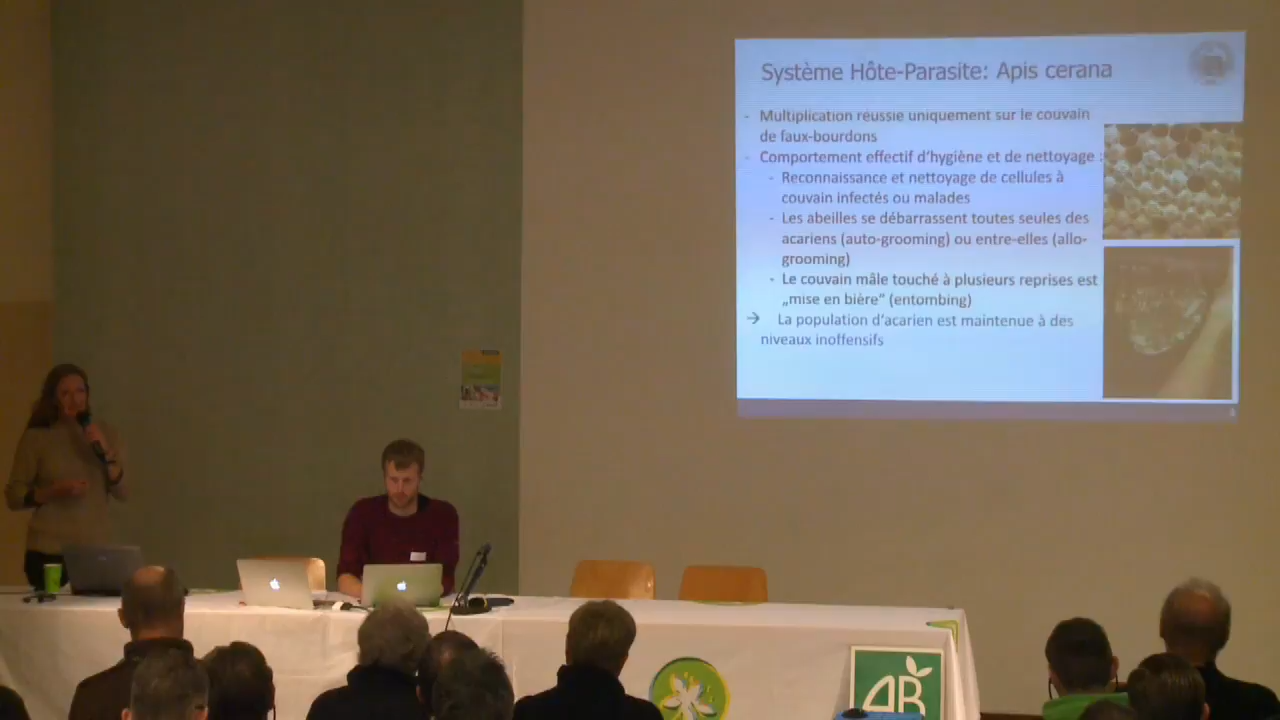 Système Hôte-Parasite: Apis cerana
- Multiplication réussie uniquement sur le couvain
de faux-bourdons
- Comportement effectif d'hygiène et de nettoyage :
- Reconnaissance et nettoyage de cellules à
couvain infectés ou malades
- Les abeilles se débarrassent toutes seules des
acariens (auto-grooming) ou entre-elles (allo-
grooming)
- Le couvain mâle touché à plusieurs reprises est
„mise en bière" (entombing)
→ La population d'acarien est maintenue à des
niveaux inoffensifs
AB